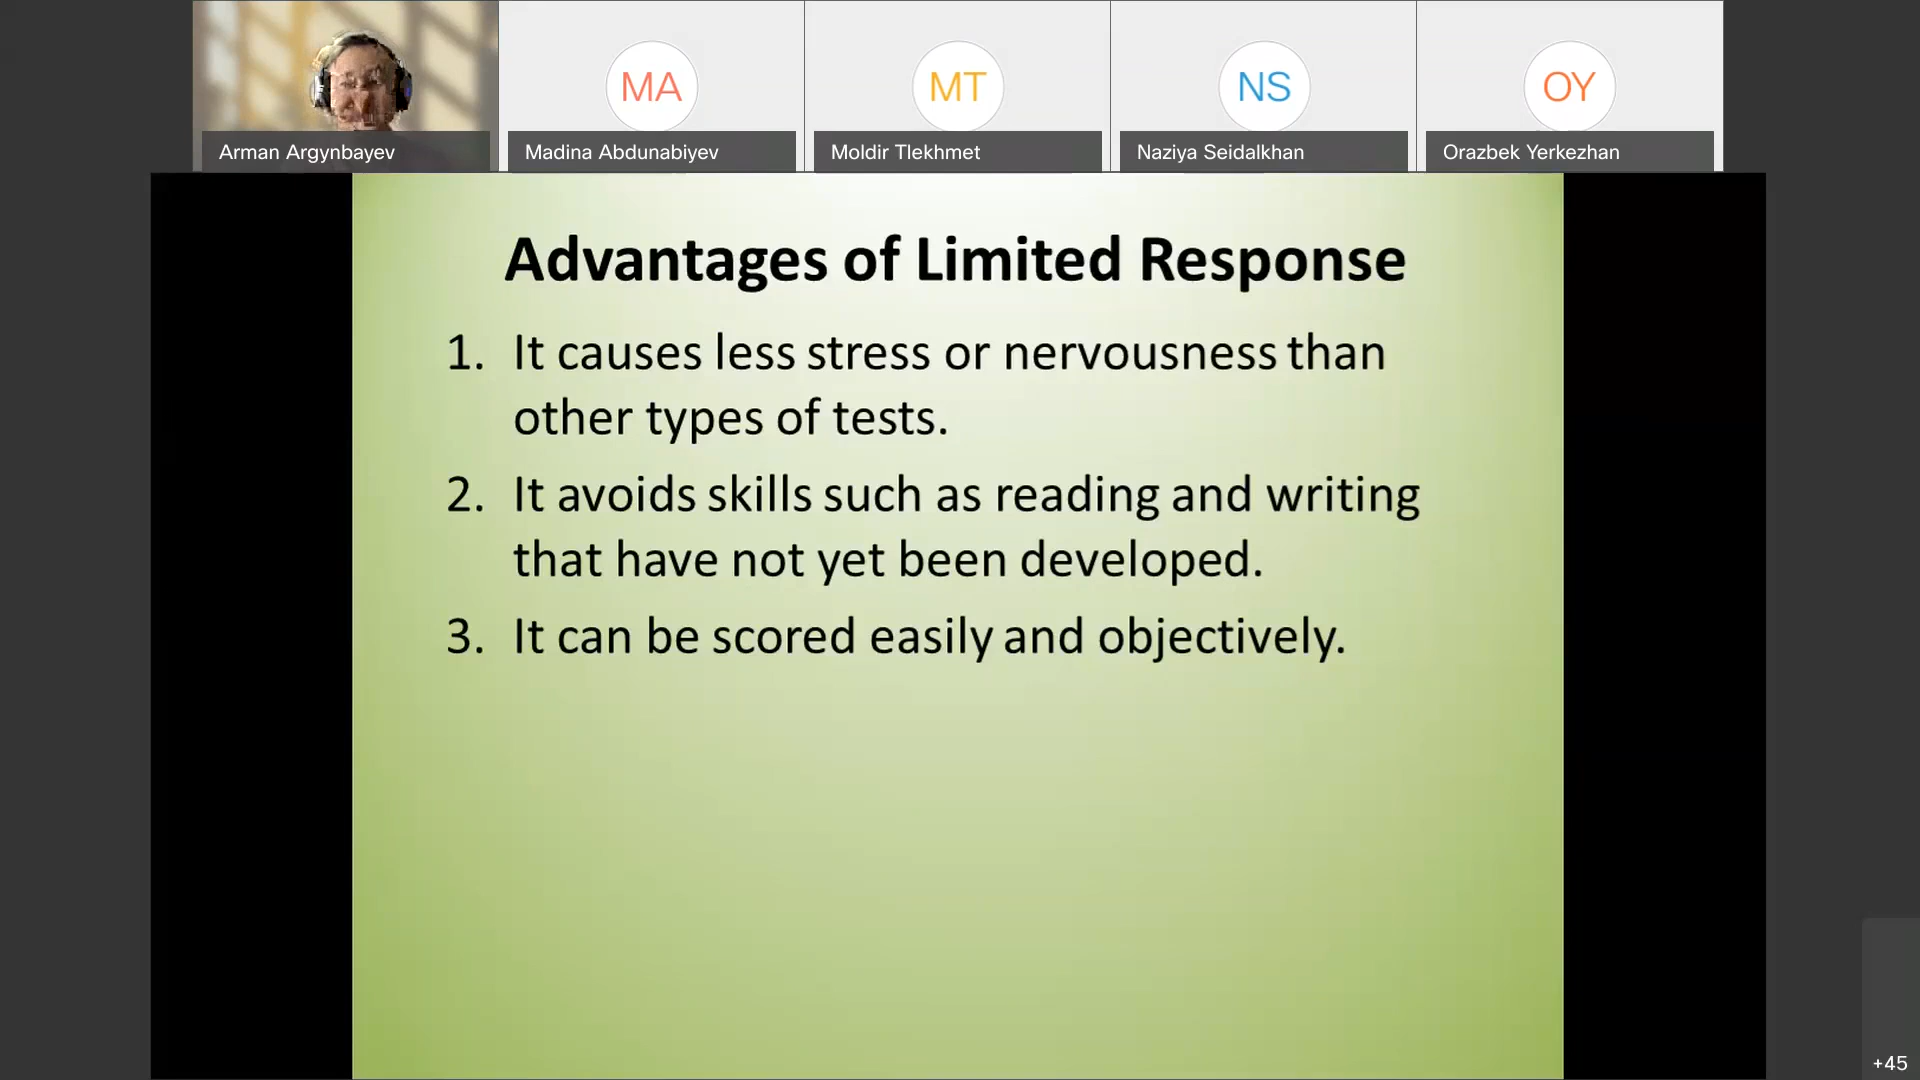 MA
MT
NS
OY
Arman Argynbayev
Madina Abdunabiyev
Moldir Tlekhmet
Naziya Seidalkhan
Orazbek Yerkezhan
Advantages of Limited Response
1. It causes less stress or nervousness than
other types of tests.
2. It avoids skills such as reading and writing
that have not yet been developed.
3. It can be scored easily and objectively.
+45